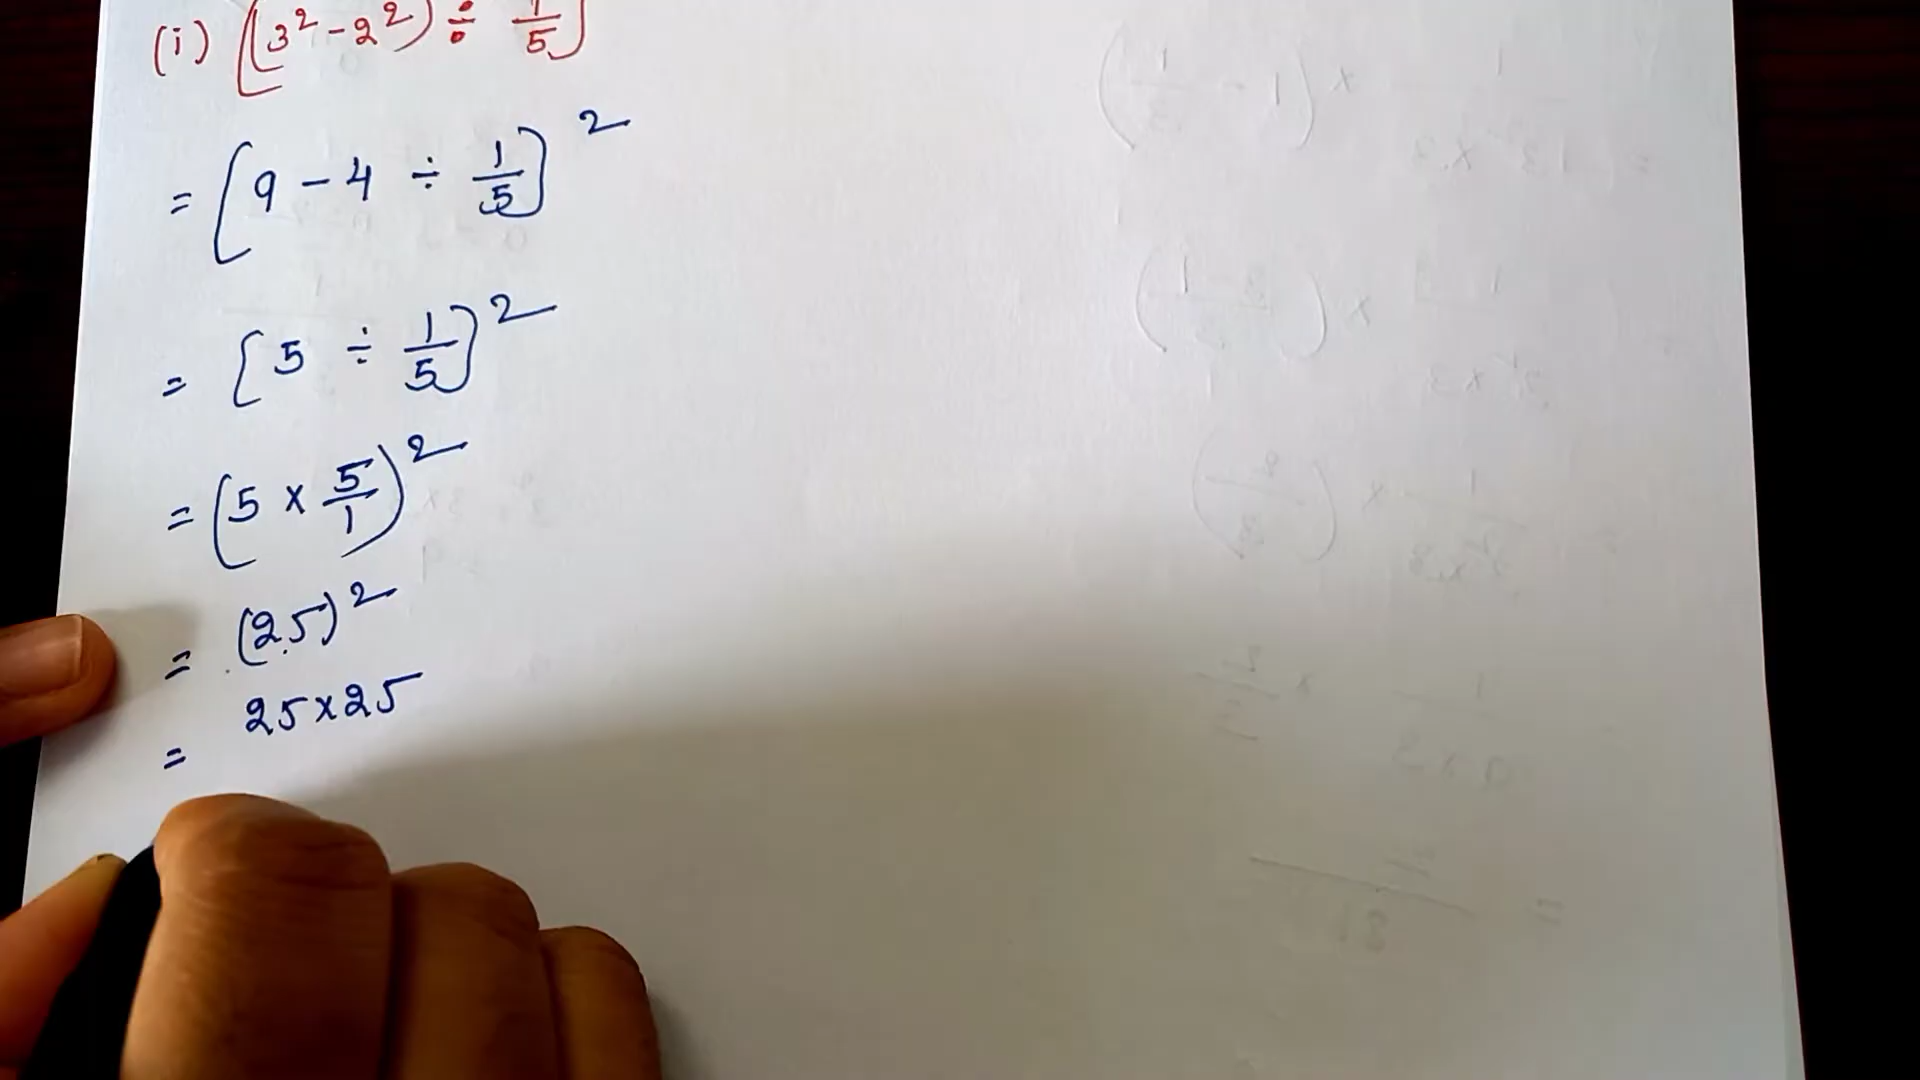 (i) [(3² - 2²) ÷ 1/5]
= [9 - 4 ÷ 1/5]²
= [5 ÷ 1/5]²
= (5 × 5/1)²
= (25)²
= 25×25